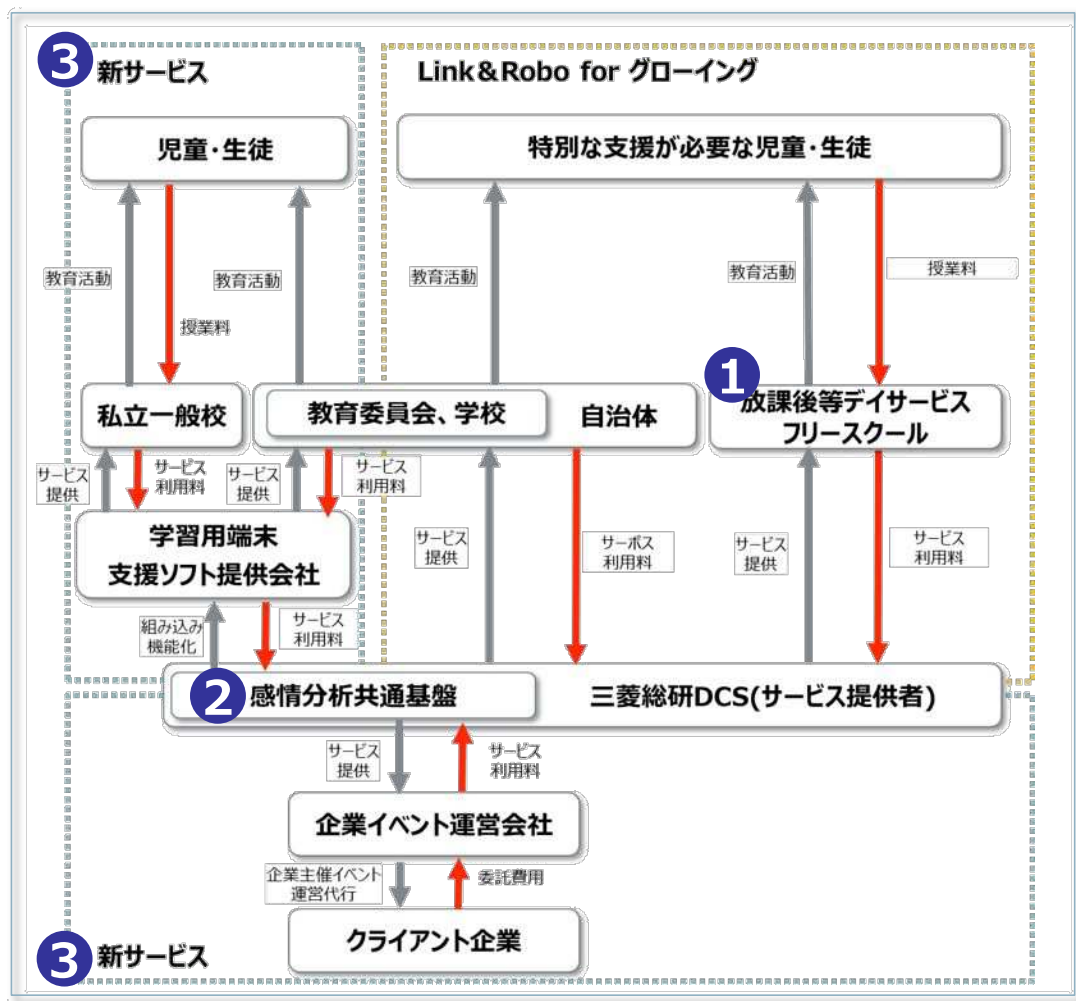 3
新サービス
Link&Robo for グローイング
児童・生徒
特別な支援が必要な児童・生徒
教育活動
教育活動
教育活動
教育活動
授業料
授業料
1
私立一般校
教育委員会、学校
自治体
放課後等デイサービス
フリースクール
サービス
提供
サービス
利用料
サービス
提供
サービス
利用料
学習用端末
支援ソフト提供会社
サービス
提供
サーボス
利用料
サービス
提供
サービス
利用料
組み込み
機能化
サービス
利用料
2
感情分析共通基盤
三菱総研DCS(サービス提供者)
サービス
提供
サービス
利用料
企業イベント運営会社
企業主催イベント
運営代行
委託費用
クライアント企業
3
新サービス